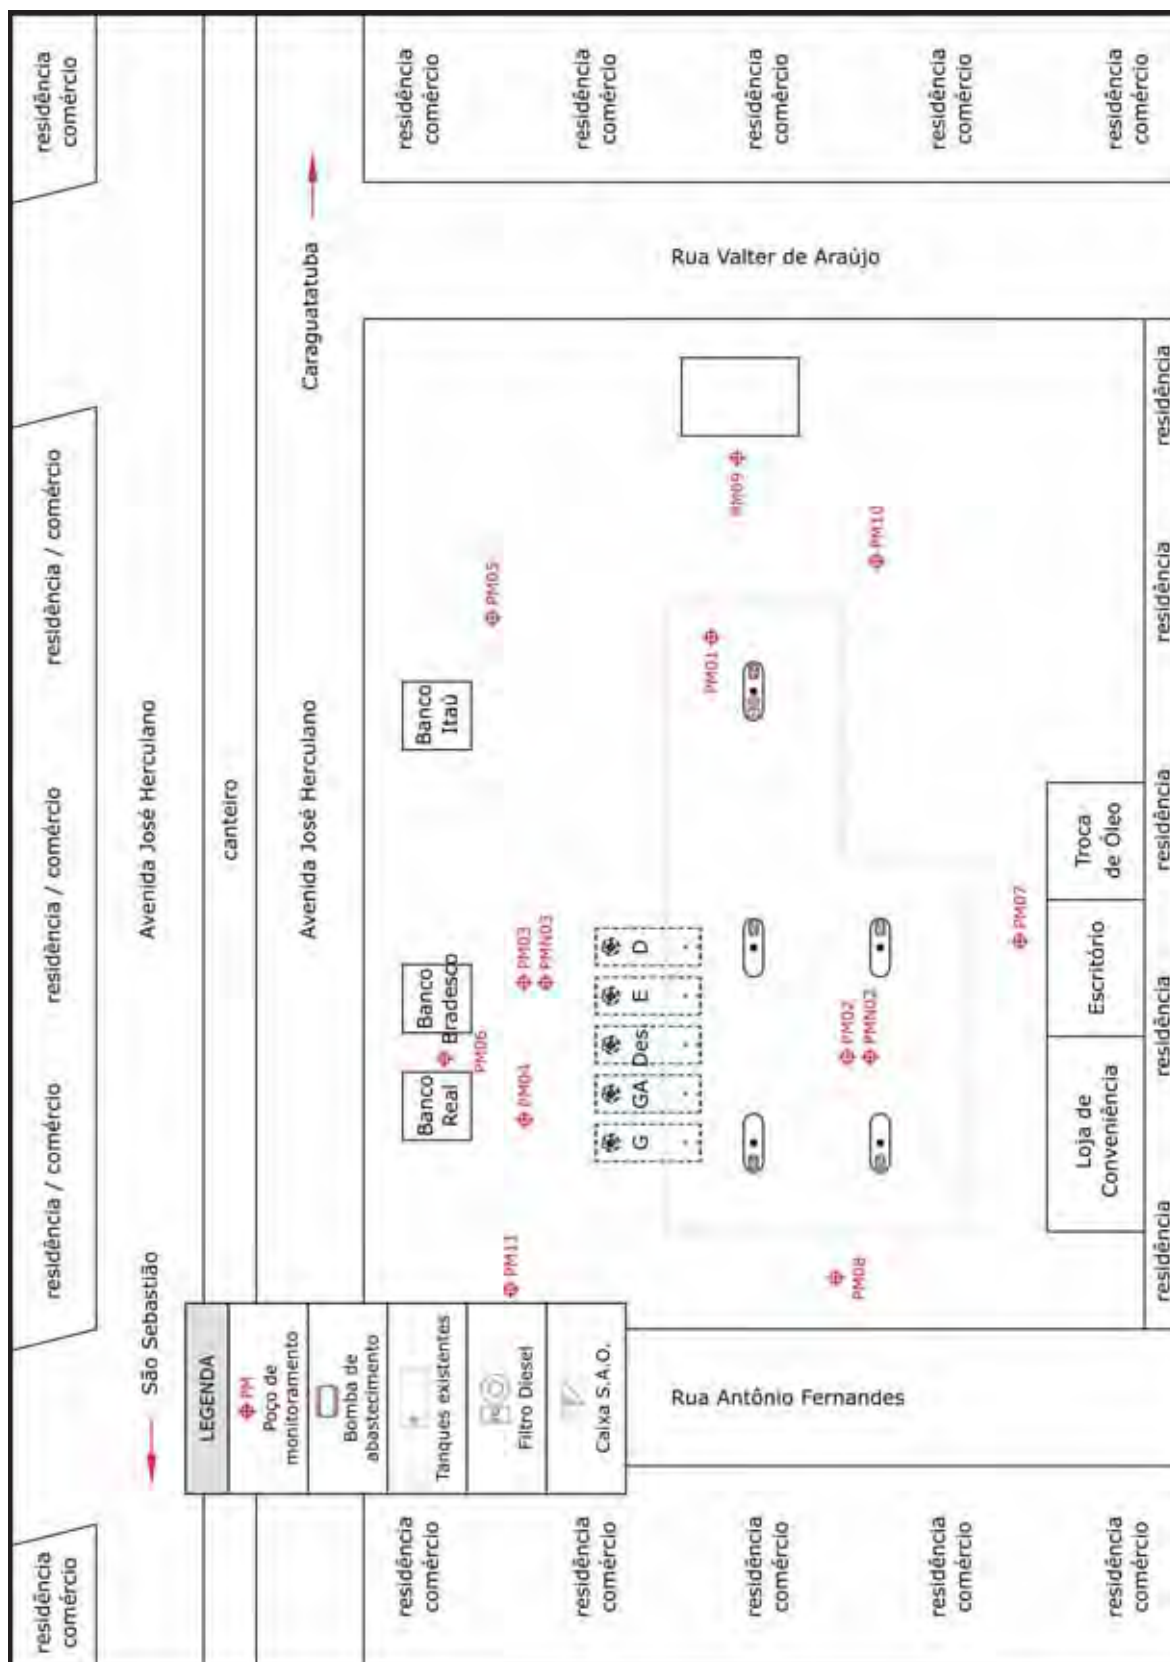 residência
comércio
residência / comércio
residência / comércio
residência / comércio
residência
comércio
São Sebastião
Avenida José Herculano
canteiro
Avenida José Herculano
Caraguatatuba
LEGENDA
PM
Poço de
monitoramento
Bomba de
abastecimento
Tanques existentes
Filtro Diesel
Caixa S.A.O.
residência
comércio
residência
comércio
residência
comércio
residência
comércio
residência
comércio
Rua Antônio Fernandes
Banco
Real
Banco
Bradesco
Banco
Itaú
PM06
PM11
PM04
PM03
PMN03
PM05
G
GA
Des
E
D
PM01
PM09
PM08
PM02
PMN02
PM10
PM07
Loja de
Conveniência
Escritório
Troca
de Óleo
residência
residência
residência
residência
residência
Rua Valter de Araújo
residência
comércio
residência
comércio
residência
comércio
residência
comércio
residência
comércio